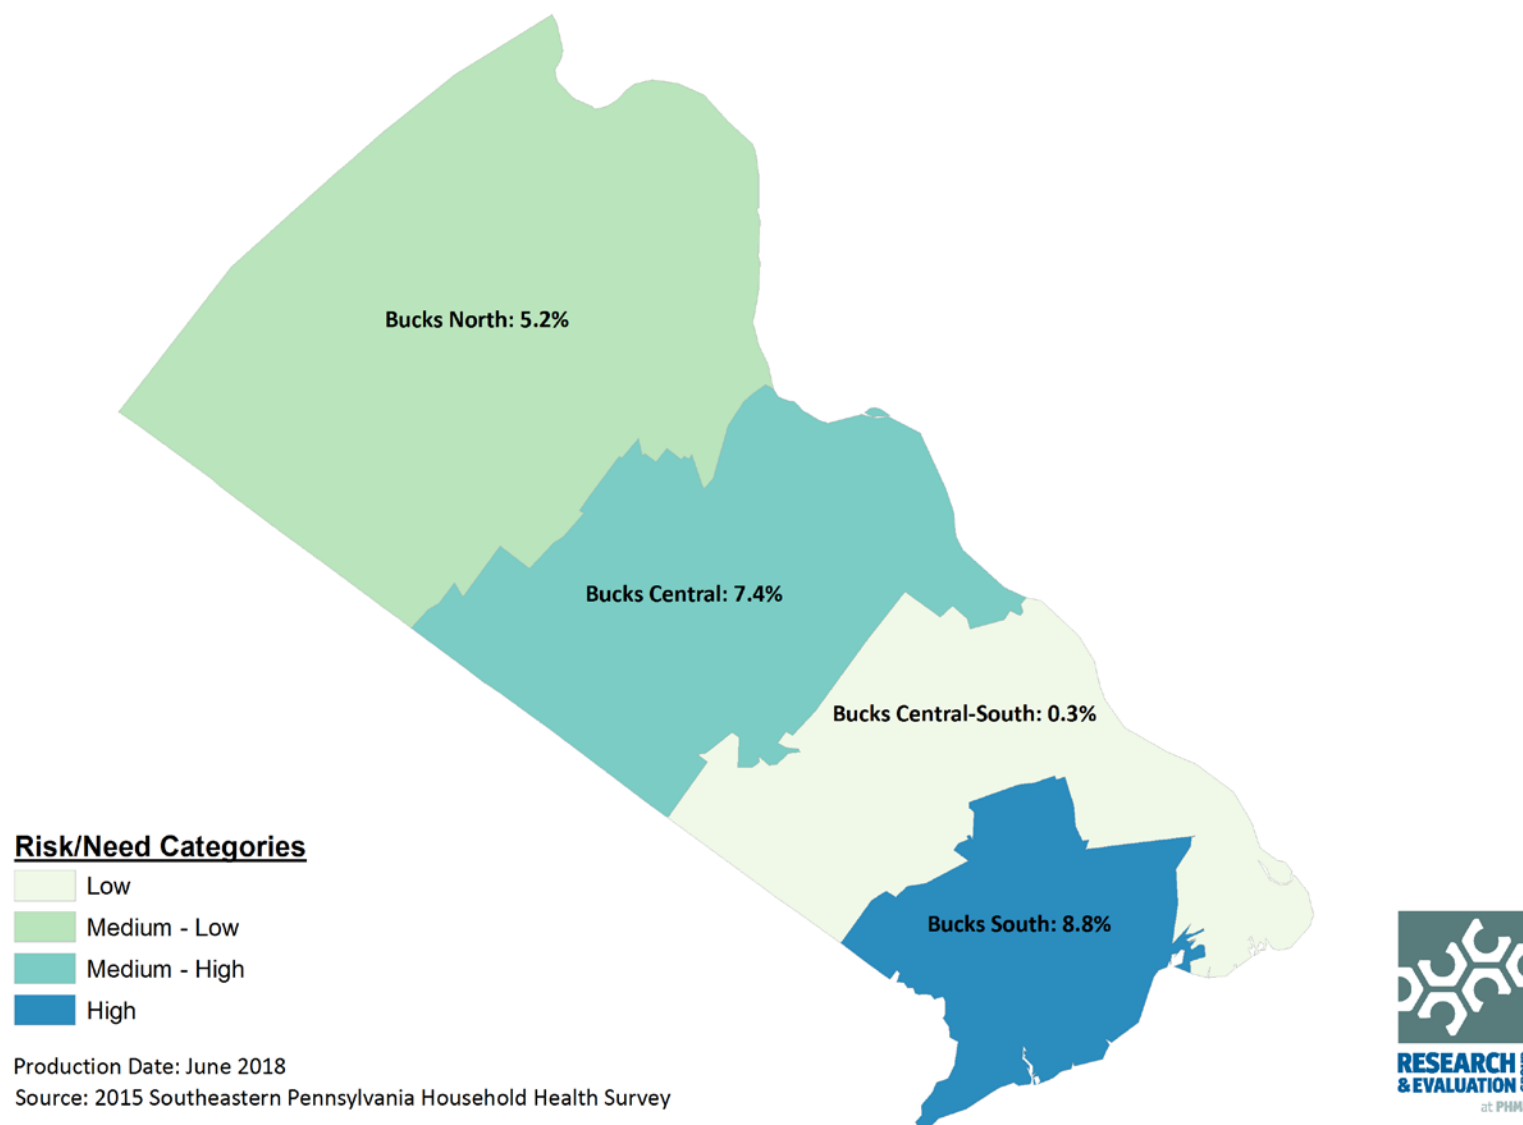 Bucks North: 5.2%
Bucks Central: 7.4%
Bucks Central-South: 0.3%
Bucks South: 8.8%
Risk/Need Categories
Low
Medium - Low
Medium - High
High
Production Date: June 2018
Source: 2015 Southeastern Pennsylvania Household Health Survey
RESEARCH
& EVALUATION
at PHM